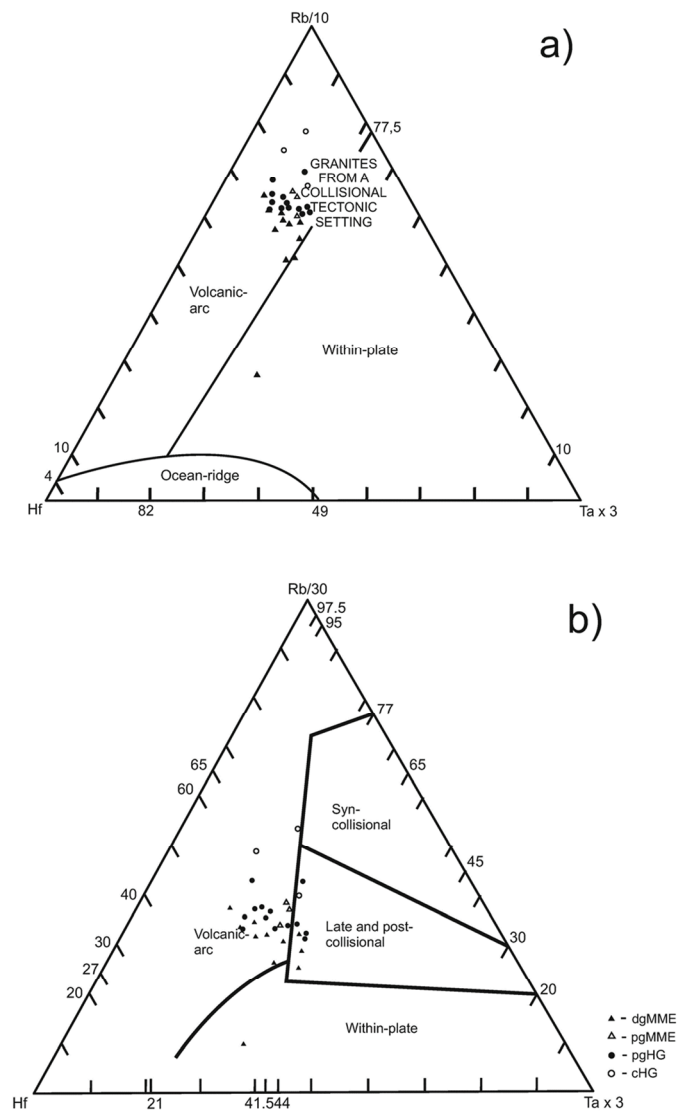 Rb/10
a)
77,5
GRANITES
FROM A
COLLISIONAL
TECTONIC
SETTING
Volcanic-
arc
Within-plate
10
10
4
Ocean-ridge
Hf
82
49
Ta x 3
Rb/30
b)
97.5
95
77
65
65
60
Syn-
collisional
45
40
Volcanic-
arc
Late and post-
collisional
30
30
27
20
20
Within-plate
- dgMME
- pgMME
- pgHG
- cHG
Hf
21
41.544
Ta x 3